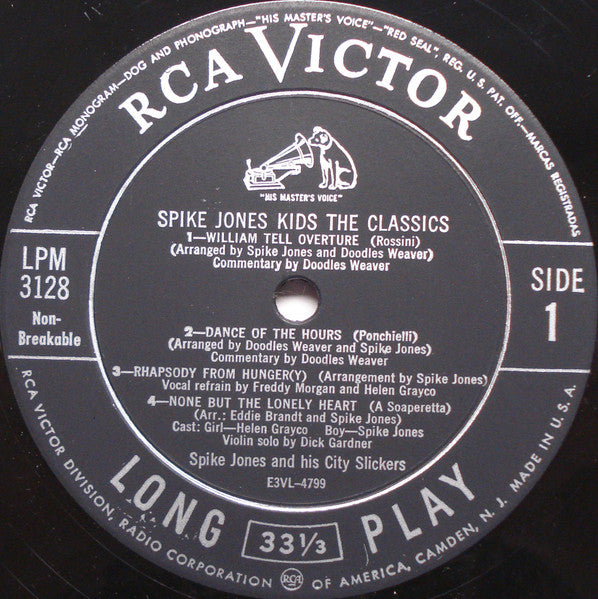 RCA VICTOR—RCA MONOGRAM—DOG AND PHONOGRAPH—"HIS MASTER'S VOICE"—"RED SEAL", REG. U. S. PAT. OFF.—MARCAS REGISTRADAS
RCA VICTOR
"HIS MASTER'S VOICE"
SPIKE JONES KIDS THE CLASSICS
1—WILLIAM TELL OVERTURE (Rossini)
(Arranged by Spike Jones and Doodles Weaver)
Commentary by Doodles Weaver
LPM
3128
Non-
Breakable
SIDE
1
2—DANCE OF THE HOURS (Ponchielli)
(Arranged by Doodles Weaver and Spike Jones)
Commentary by Doodles Weaver
3—RHAPSODY FROM HUNGER(Y) (Arrangement by Spike Jones)
Vocal refrain by Freddy Morgan and Helen Grayco
4—NONE BUT THE LONELY HEART (A Soaperetta)
(Arr.: Eddie Brandt and Spike Jones)
Cast: Girl—Helen Grayco Boy—Spike Jones
Violin solo by Dick Gardner
Spike Jones and his City Slickers
E3VL-4799
LONG 33⅓ PLAY
RCA VICTOR DIVISION, RADIO CORPORATION RCA OF AMERICA, CAMDEN, N. J. MADE IN U.S.A.